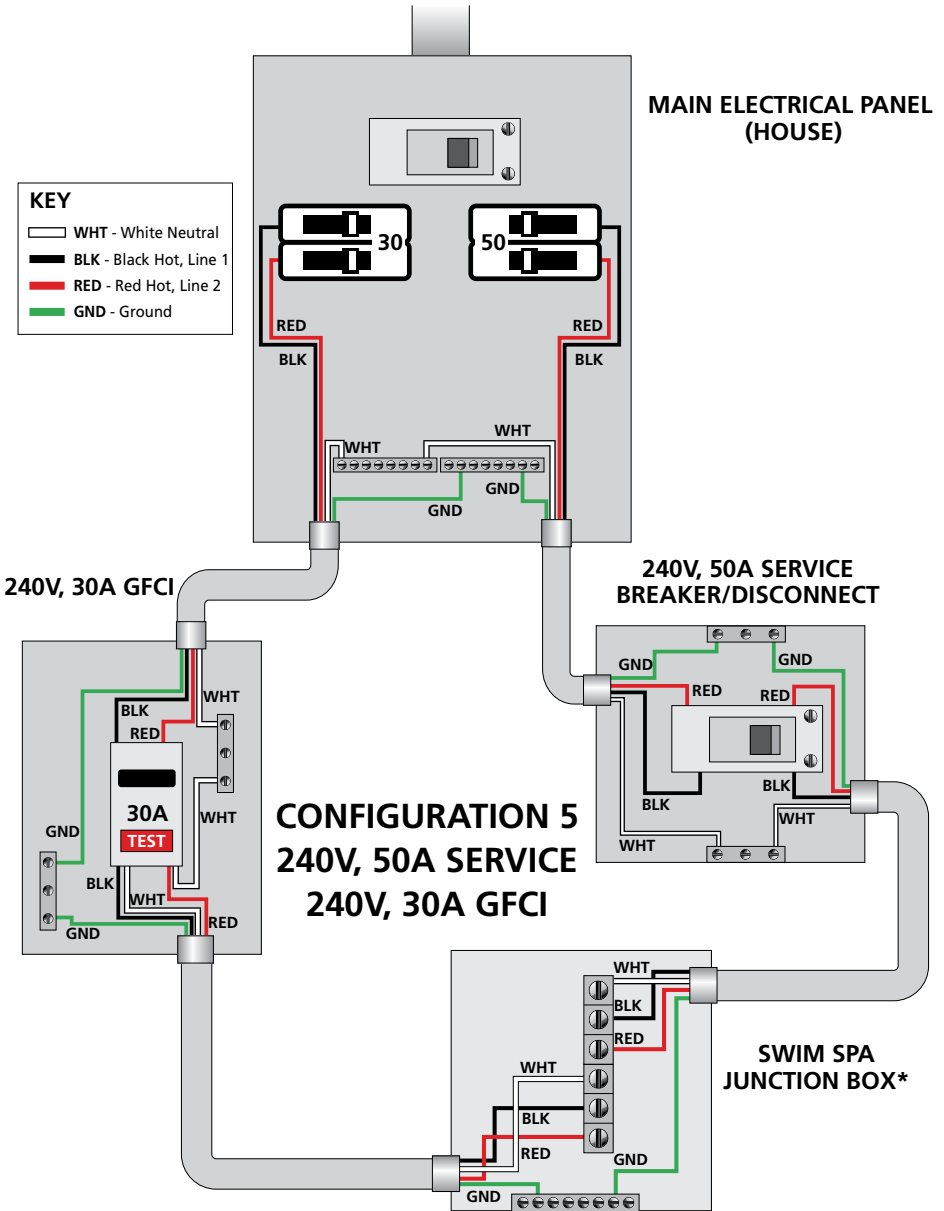 MAIN ELECTRICAL PANEL
(HOUSE)
KEY
WHT - White Neutral
BLK - Black Hot, Line 1
RED - Red Hot, Line 2
GND - Ground
30
50
RED
BLK
RED
BLK
WHT
WHT
GND
GND
240V, 30A GFCI
240V, 50A SERVICE
BREAKER/DISCONNECT
BLK
RED
WHT
30A
TEST
WHT
GND
BLK
WHT
RED
GND
GND
GND
RED
RED
BLK
BLK
WHT
WHT
CONFIGURATION 5
240V, 50A SERVICE
240V, 30A GFCI
WHT
BLK
RED
WHT
BLK
RED
GND
GND
SWIM SPA
JUNCTION BOX*